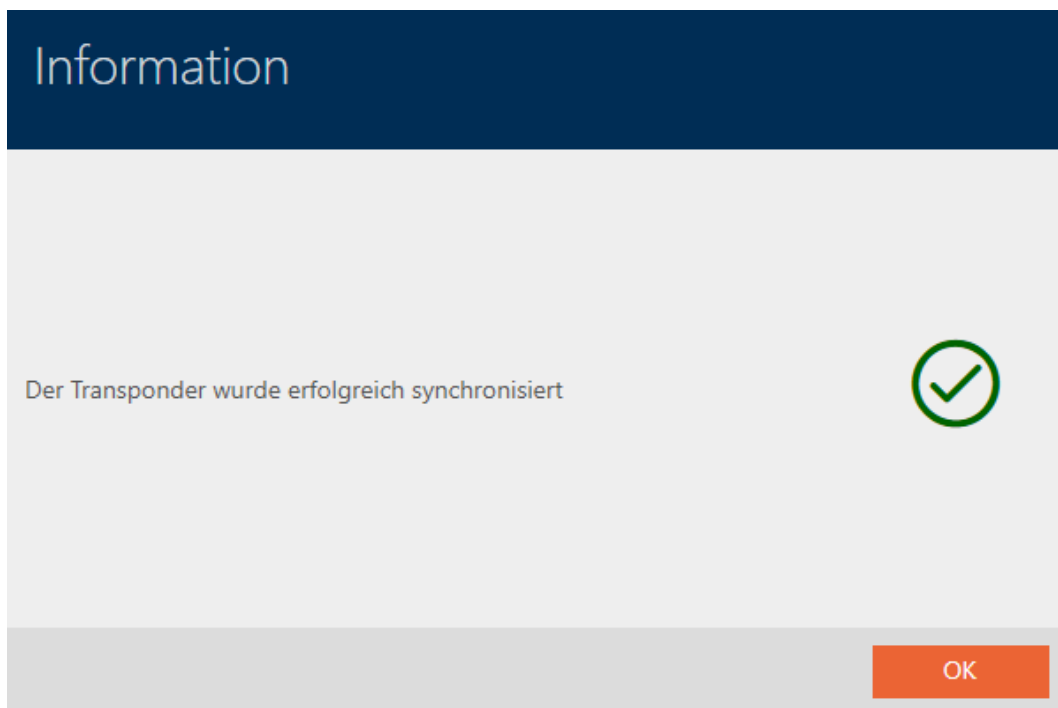 Information
Der Transponder wurde erfolgreich synchronisiert
OK